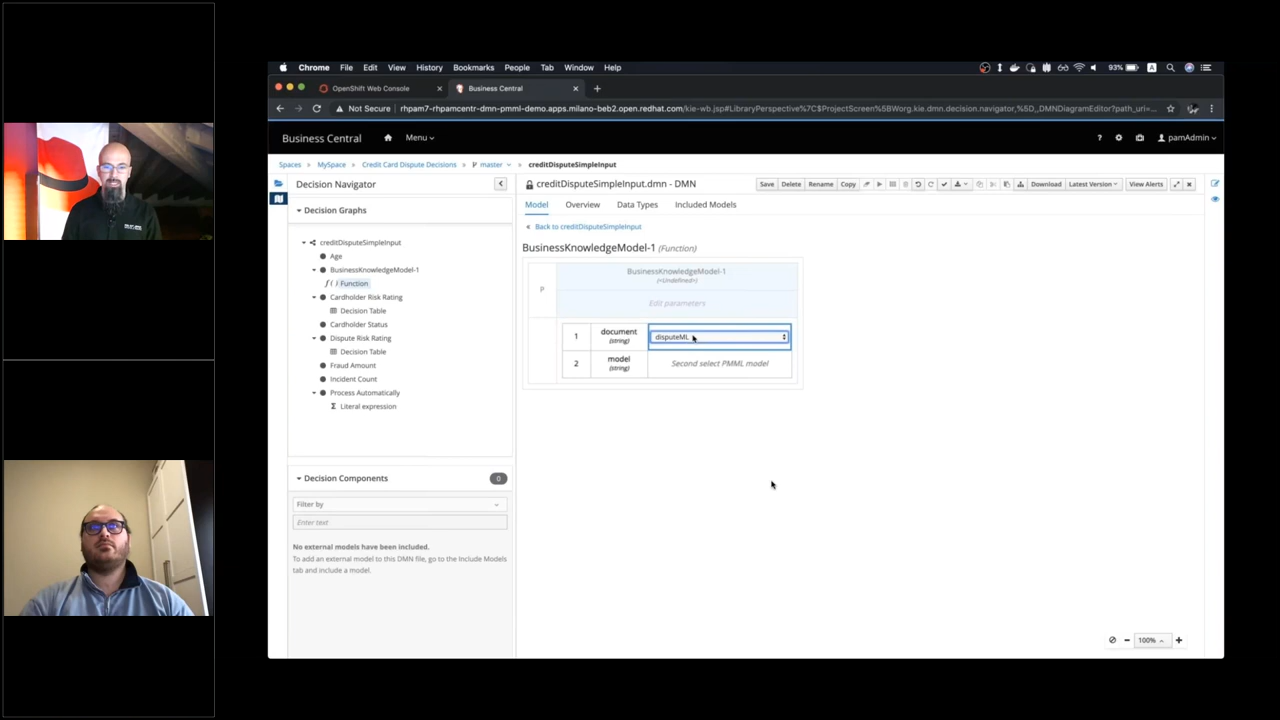 Chrome File Edit View History Bookmarks People Tab Window Help 93%
OpenShift Web Console Business Central
Not Secure rhpam7-rhpamcentr-dmn-pmml-demo.apps.milano-beb2.open.redhat.com/kie-wb.jsp#LibraryPerspective%7C$ProjectScreen%5BWorg.kie.dmn.decision.navigator,%5D,_DMNDiagramEditor?path_uri=...
Business Central Menu pamAdmin
Spaces » MySpace » Credit Card Dispute Decisions » master » creditDisputeSimpleInput
Decision Navigator
Decision Graphs
creditDisputeSimpleInput
Age
BusinessKnowledgeModel-1
Function
Cardholder Risk Rating
Decision Table
Cardholder Status
Dispute Risk Rating
Decision Table
Fraud Amount
Incident Count
Process Automatically
Σ Literal expression
Decision Components 0
Filter by
Enter text
No external models have been included.
To add an external model to this DMN file, go to the Include Models
tab and include a model.
creditDisputeSimpleInput.dmn - DMN
Save Delete Rename Copy Download Latest Version View Alerts
Model Overview Data Types Included Models
« Back to creditDisputeSimpleInput
BusinessKnowledgeModel-1 (Function)
P
BusinessKnowledgeModel-1
(<Undefined>)
Edit parameters
1 document (string) disputeML
2 model (string) Second select PMML model
100%